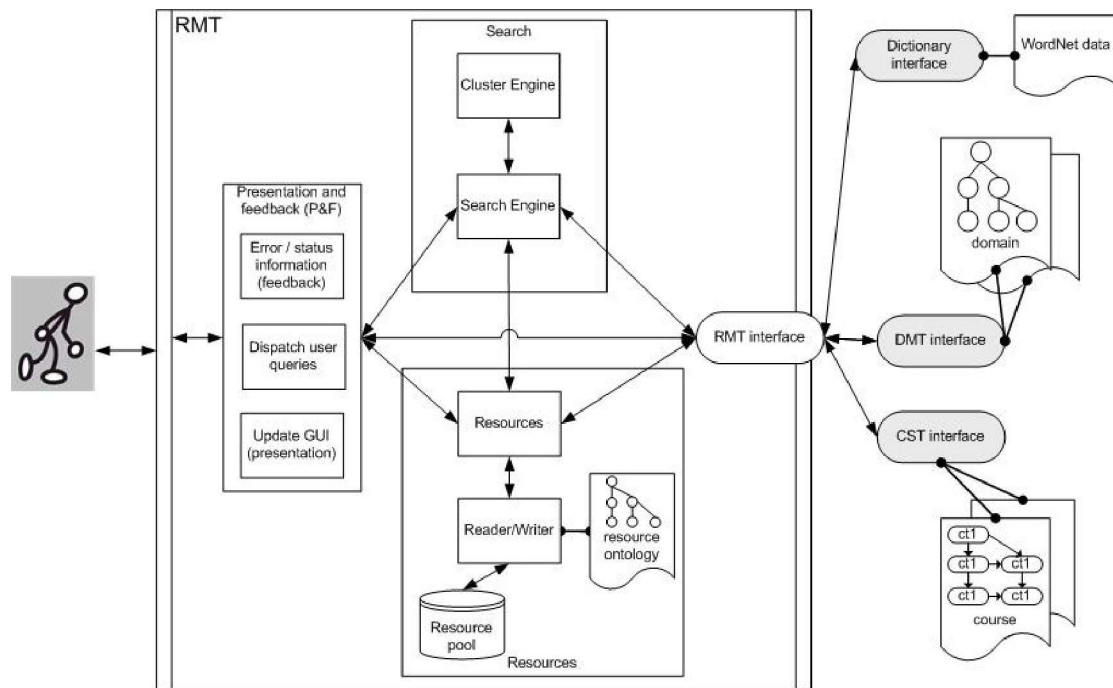 RMT
Search
Cluster Engine
Search Engine
Presentation and
feedback (P&F)
Error / status
information
(feedback)
Dispatch user
queries
Update GUI
(presentation)
RMT interface
Resources
Reader/Writer
resource
ontology
Resource
pool
Resources
Dictionary
interface
WordNet data
domain
DMT interface
CST interface
ct1
ct1
ct1
ct1
ct1
course